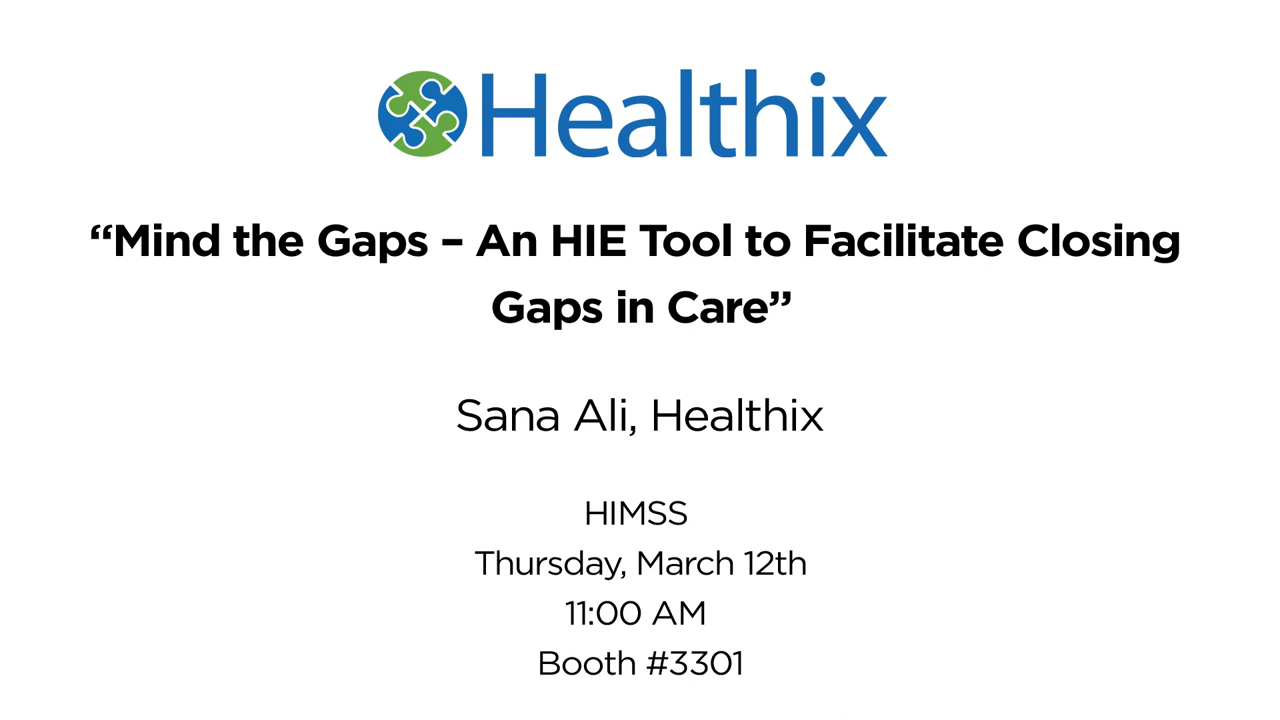 Healthix
“Mind the Gaps – An HIE Tool to Facilitate Closing
Gaps in Care”
Sana Ali, Healthix
HIMSS
Thursday, March 12th
11:00 AM
Booth #3301